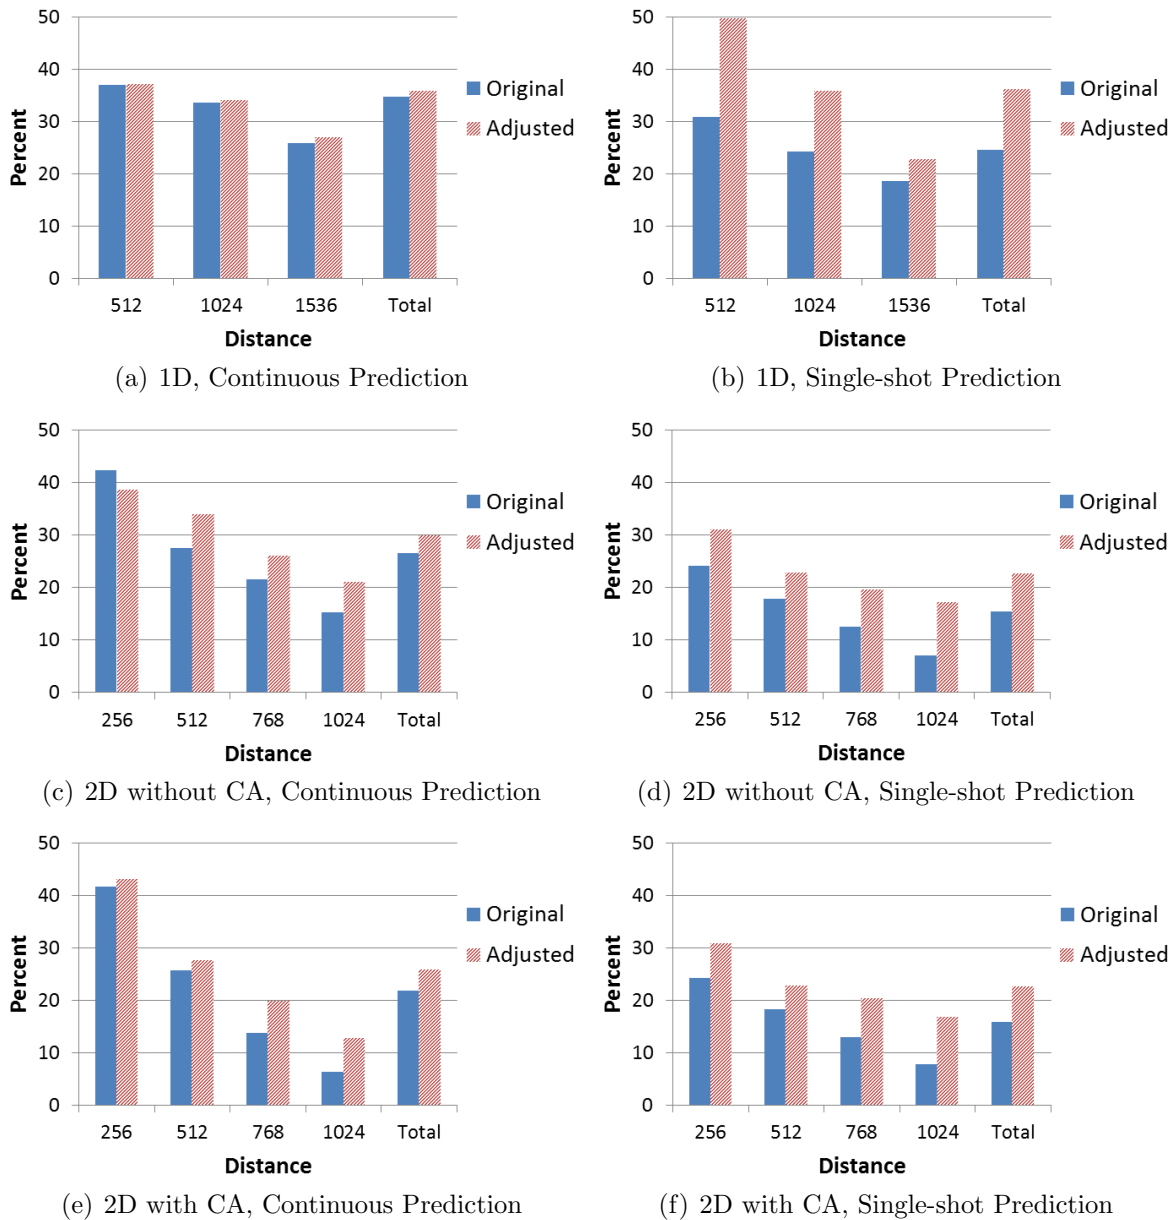 50
40
30
20
10
0
Percent
512 1024 1536 Total
Distance
Original
Adjusted
(a) 1D, Continuous Prediction
50
40
30
20
10
0
Percent
512 1024 1536 Total
Distance
Original
Adjusted
(b) 1D, Single-shot Prediction
50
40
30
20
10
0
Percent
256 512 768 1024 Total
Distance
Original
Adjusted
(c) 2D without CA, Continuous Prediction
50
40
30
20
10
0
Percent
256 512 768 1024 Total
Distance
Original
Adjusted
(d) 2D without CA, Single-shot Prediction
50
40
30
20
10
0
Percent
256 512 768 1024 Total
Distance
Original
Adjusted
(e) 2D with CA, Continuous Prediction
50
40
30
20
10
0
Percent
256 512 768 1024 Total
Distance
Original
Adjusted
(f) 2D with CA, Single-shot Prediction